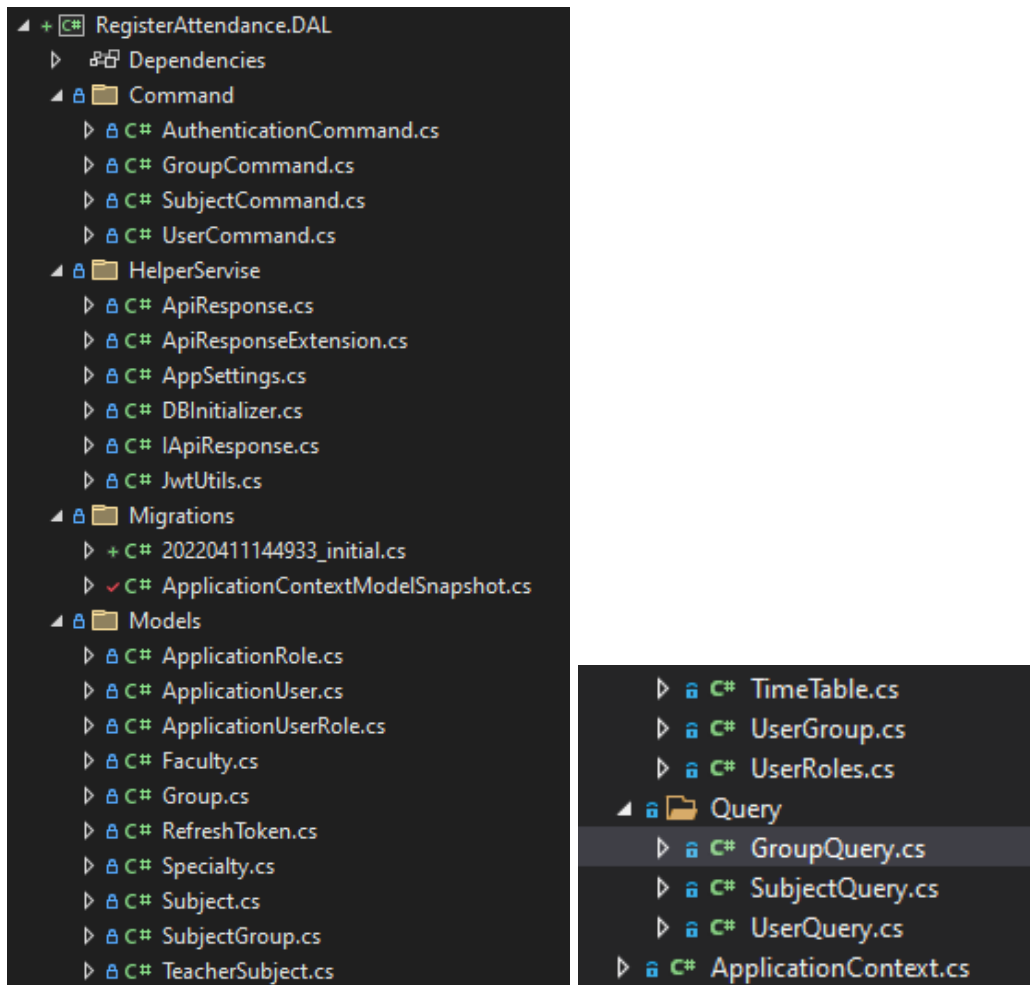 RegisterAttendance.DAL
Dependencies
Command
C# AuthenticationCommand.cs
C# GroupCommand.cs
C# SubjectCommand.cs
C# UserCommand.cs
HelperServise
C# ApiResponse.cs
C# ApiResponseExtension.cs
C# AppSettings.cs
C# DBInitializer.cs
C# IApiResponse.cs
C# JwtUtils.cs
Migrations
+ C# 20220411144933_initial.cs
C# ApplicationContextModelSnapshot.cs
Models
C# ApplicationRole.cs
C# ApplicationUser.cs
C# ApplicationUserRole.cs
C# Faculty.cs
C# Group.cs
C# RefreshToken.cs
C# Specialty.cs
C# Subject.cs
C# SubjectGroup.cs
C# TeacherSubject.cs
C# TimeTable.cs
C# UserGroup.cs
C# UserRoles.cs
Query
C# GroupQuery.cs
C# SubjectQuery.cs
C# UserQuery.cs
C# ApplicationContext.cs